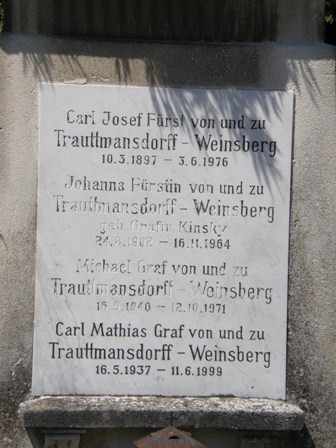 Carl Josef Fürst von und zu
Trauttmansdorff - Weinsberg
10.3.1897 - 3.6.1976
Johanna Fürstin von und zu
Trauttmansdorff - Weinsberg
geb. Gräfin Kinsky
16.11.1964
Michael Graf von und zu
Trauttmansdorff - Weinsberg
12.10.1971
Carl Mathias Graf von und zu
Trauttmansdorff - Weinsberg
16.5.1937 - 11.6.1999